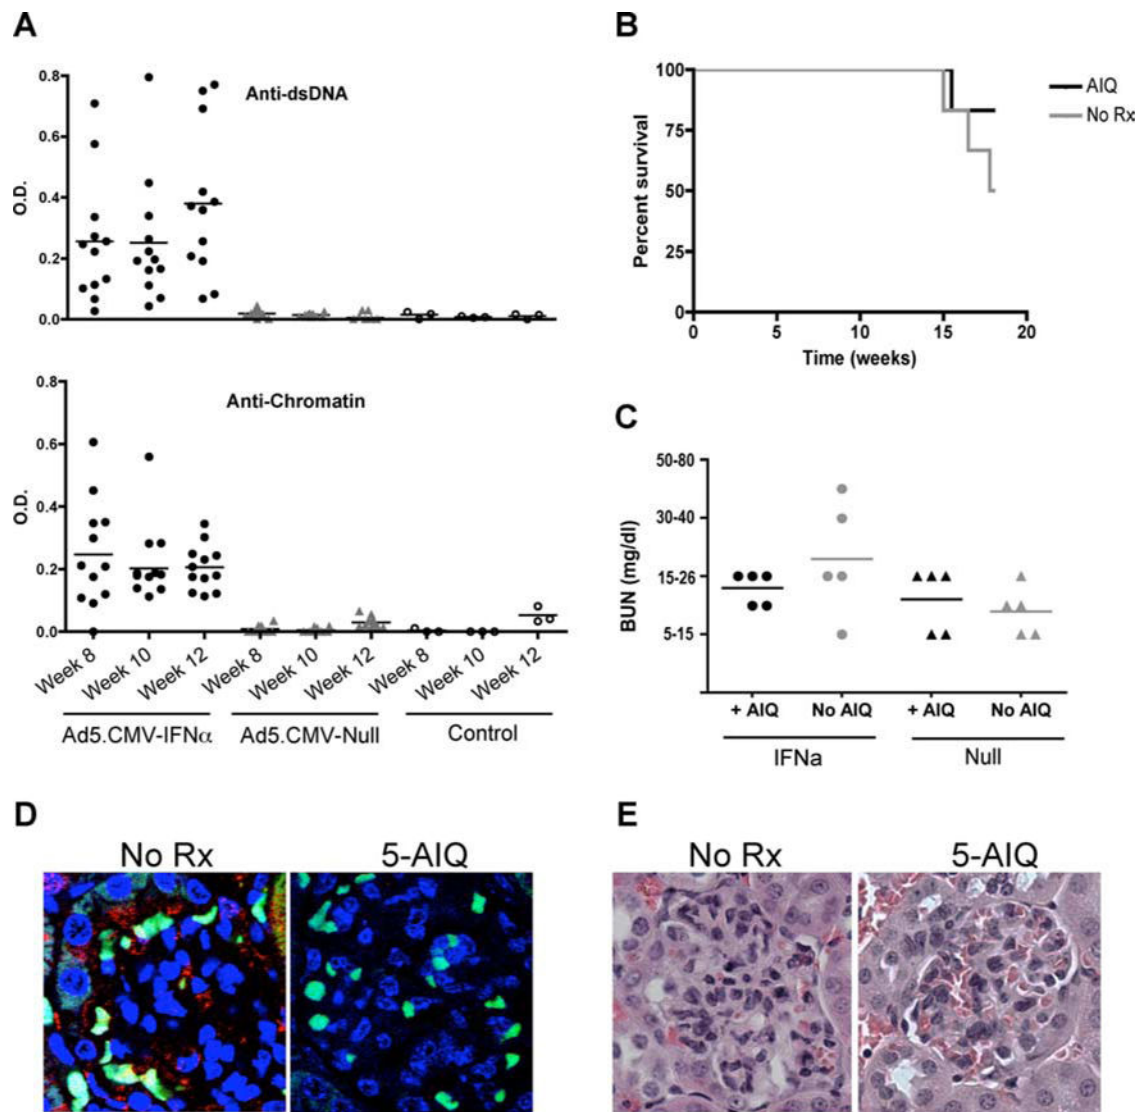 A
Anti-dsDNA
O.D.
0.8
0.6
0.4
0.2
0.0
Anti-Chromatin
O.D.
0.8
0.6
0.4
0.2
0.0
Week 8
Week 10
Week 12
Week 8
Week 10
Week 12
Week 8
Week 10
Week 12
Ad5.CMV-IFNα
Ad5.CMV-Null
Control
B
Percent survival
100
75
50
25
0
0
5
10
15
20
Time (weeks)
AIQ
No Rx
C
BUN (mg/dl)
50-80
30-40
15-26
5-15
+ AIQ
No AIQ
+ AIQ
No AIQ
IFNa
Null
D
No Rx
5-AIQ
E
No Rx
5-AIQ